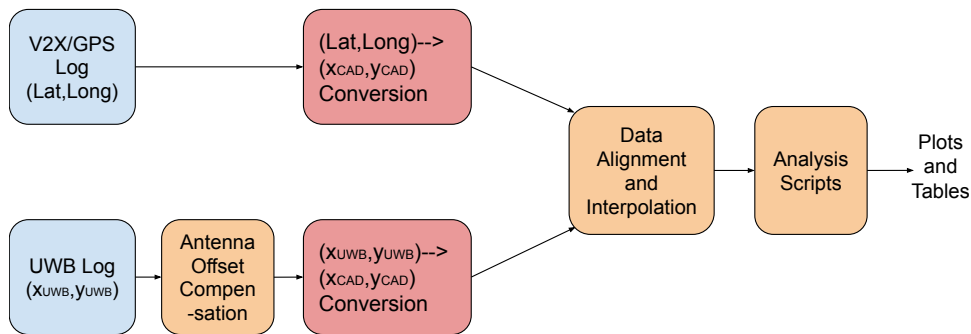 V2X/GPS
Log
(Lat,Long)
(Lat,Long)-->
(xCAD,yCAD)
Conversion
Data
Alignment
and
Interpolation
Analysis
Scripts
Plots
and
Tables
UWB Log
(xUWB,yUWB)
Antenna
Offset
Compen
-sation
(xUWB,yUWB)-->
(xCAD,yCAD)
Conversion